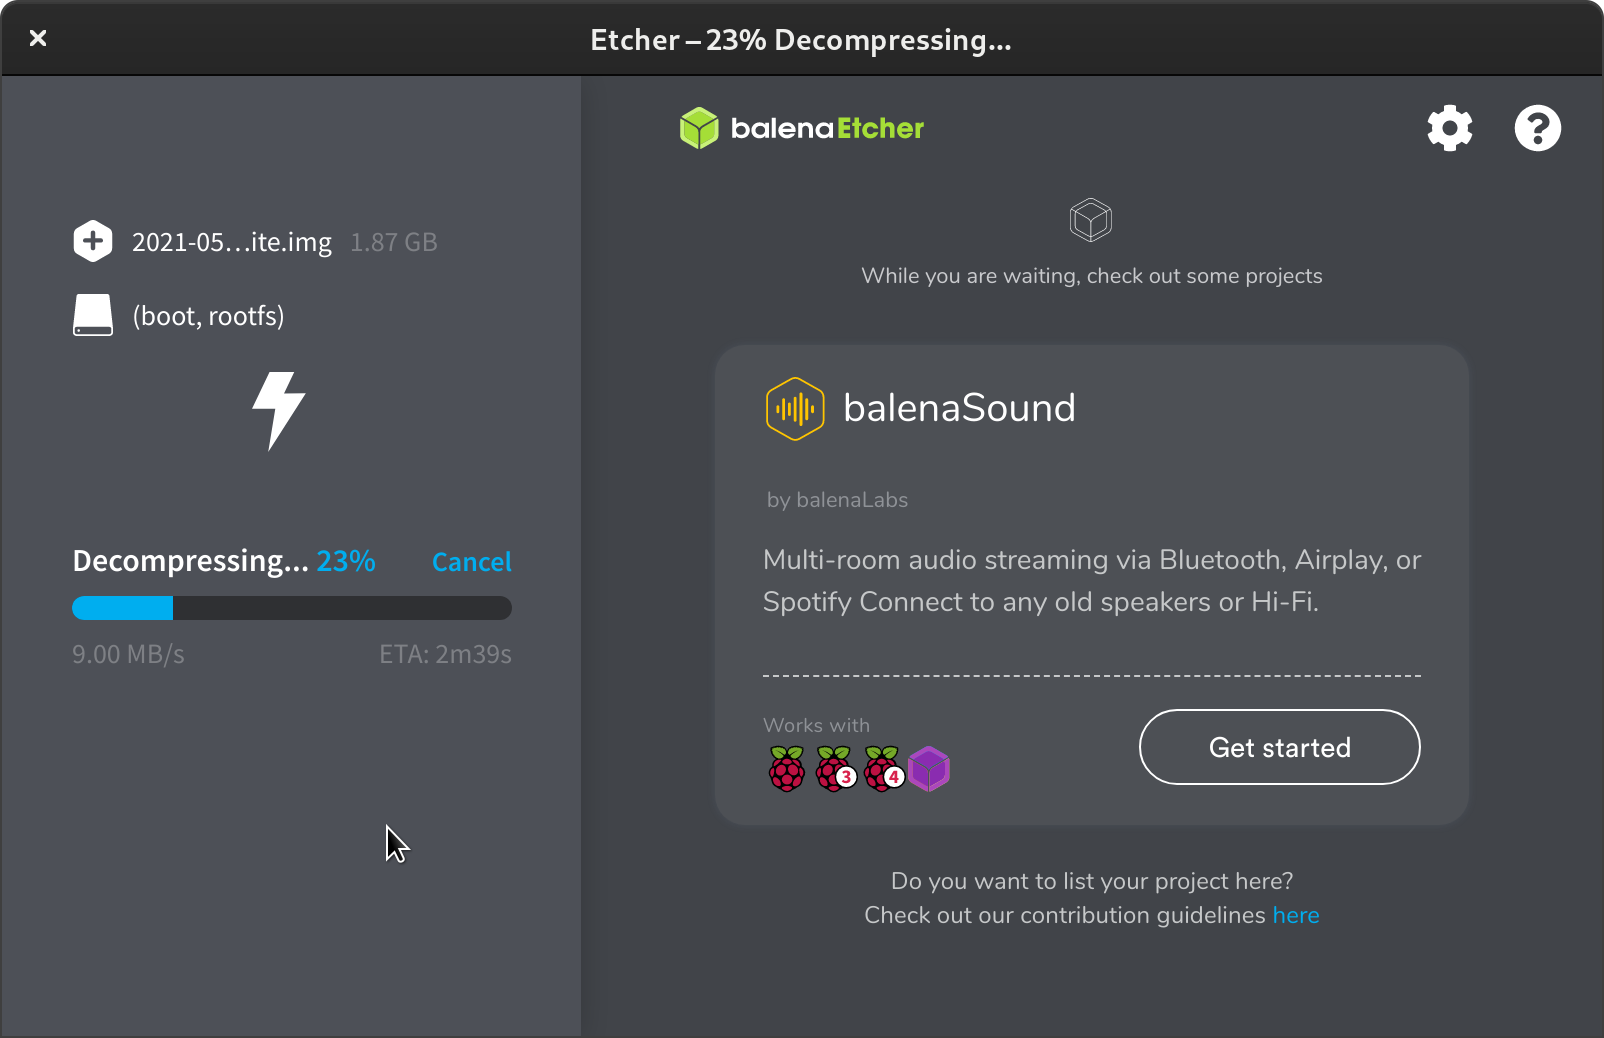 Etcher – 23% Decompressing...
balenaEtcher
2021-05...ite.img 1.87 GB
(boot, rootfs)
Decompressing... 23% Cancel
9.00 MB/s ETA: 2m39s
While you are waiting, check out some projects
balenaSound
by balenaLabs
Multi-room audio streaming via Bluetooth, Airplay, or
Spotify Connect to any old speakers or Hi-Fi.
Works with
3 4
Get started
Do you want to list your project here?
Check out our contribution guidelines here